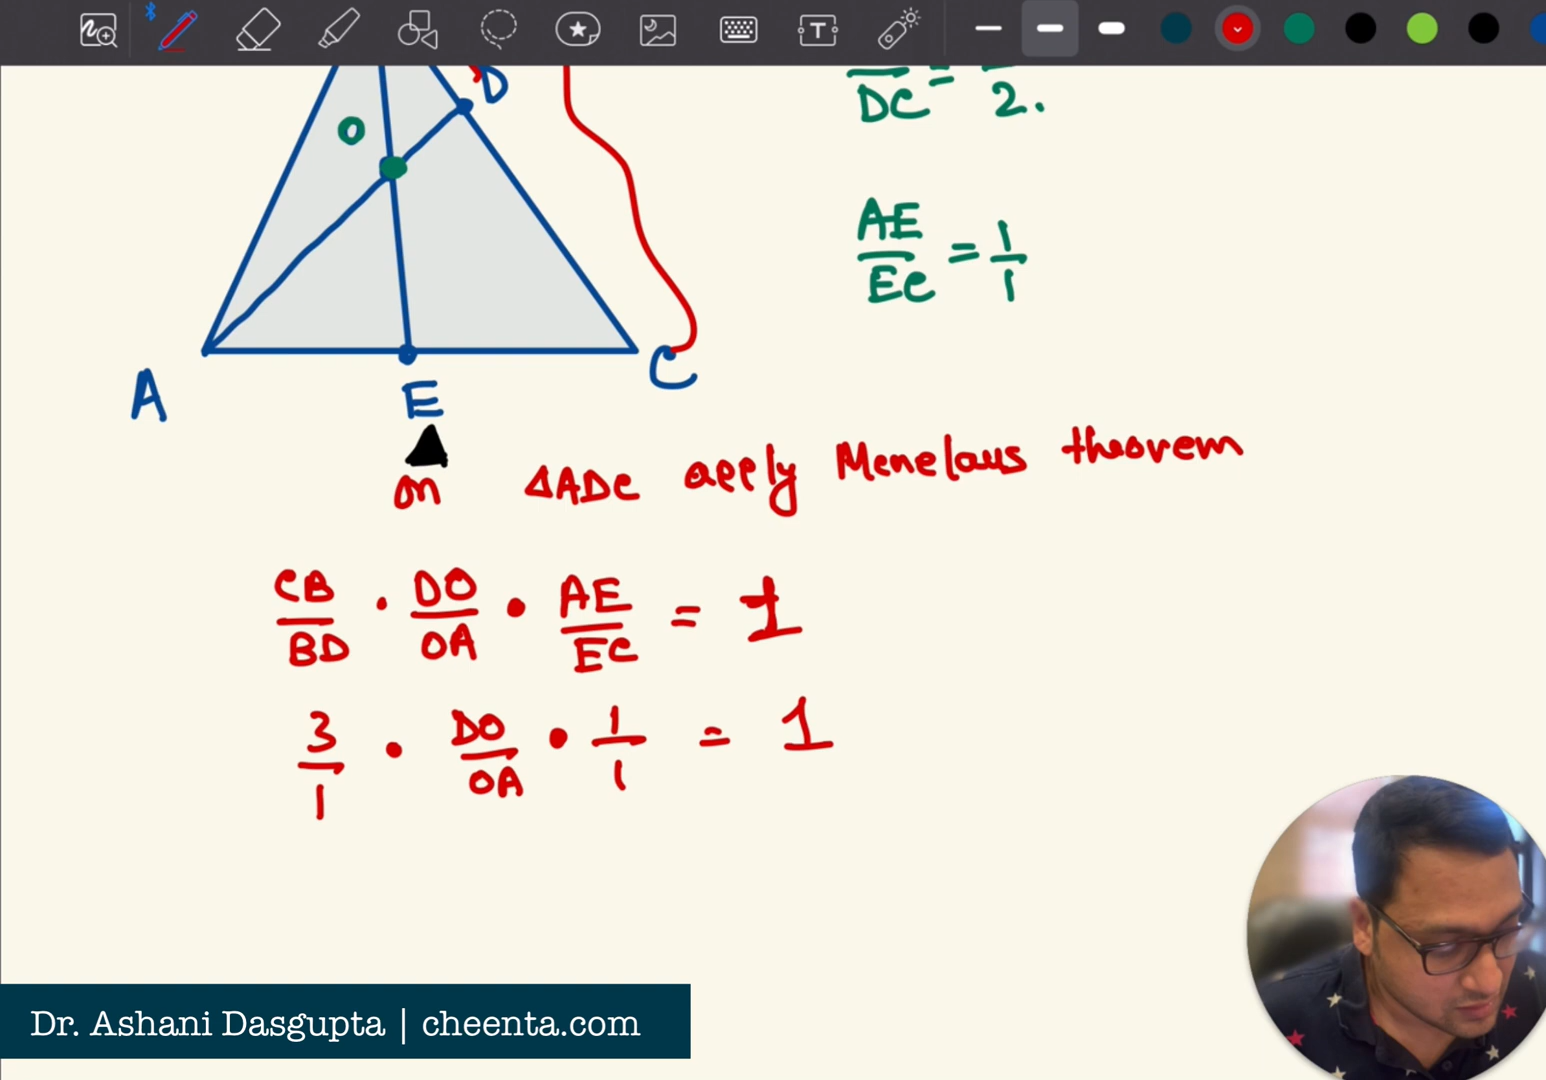 T
D
O
DC = 2.
AE/EC = 1/1
A
E
C
on ΔADC apply Menelaus theorem
CB/BD · DO/OA · AE/EC = 1
3/1 · DO/OA · 1/1 = 1
Dr. Ashani Dasgupta | cheenta.com